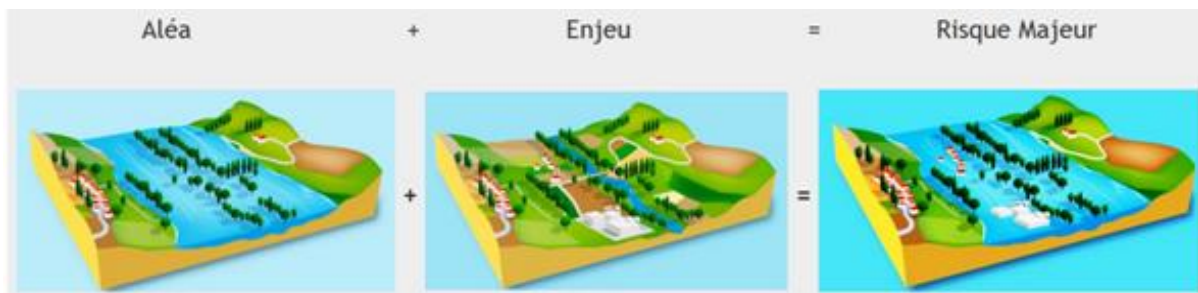 Aléa + Enjeu = Risque Majeur
+ =